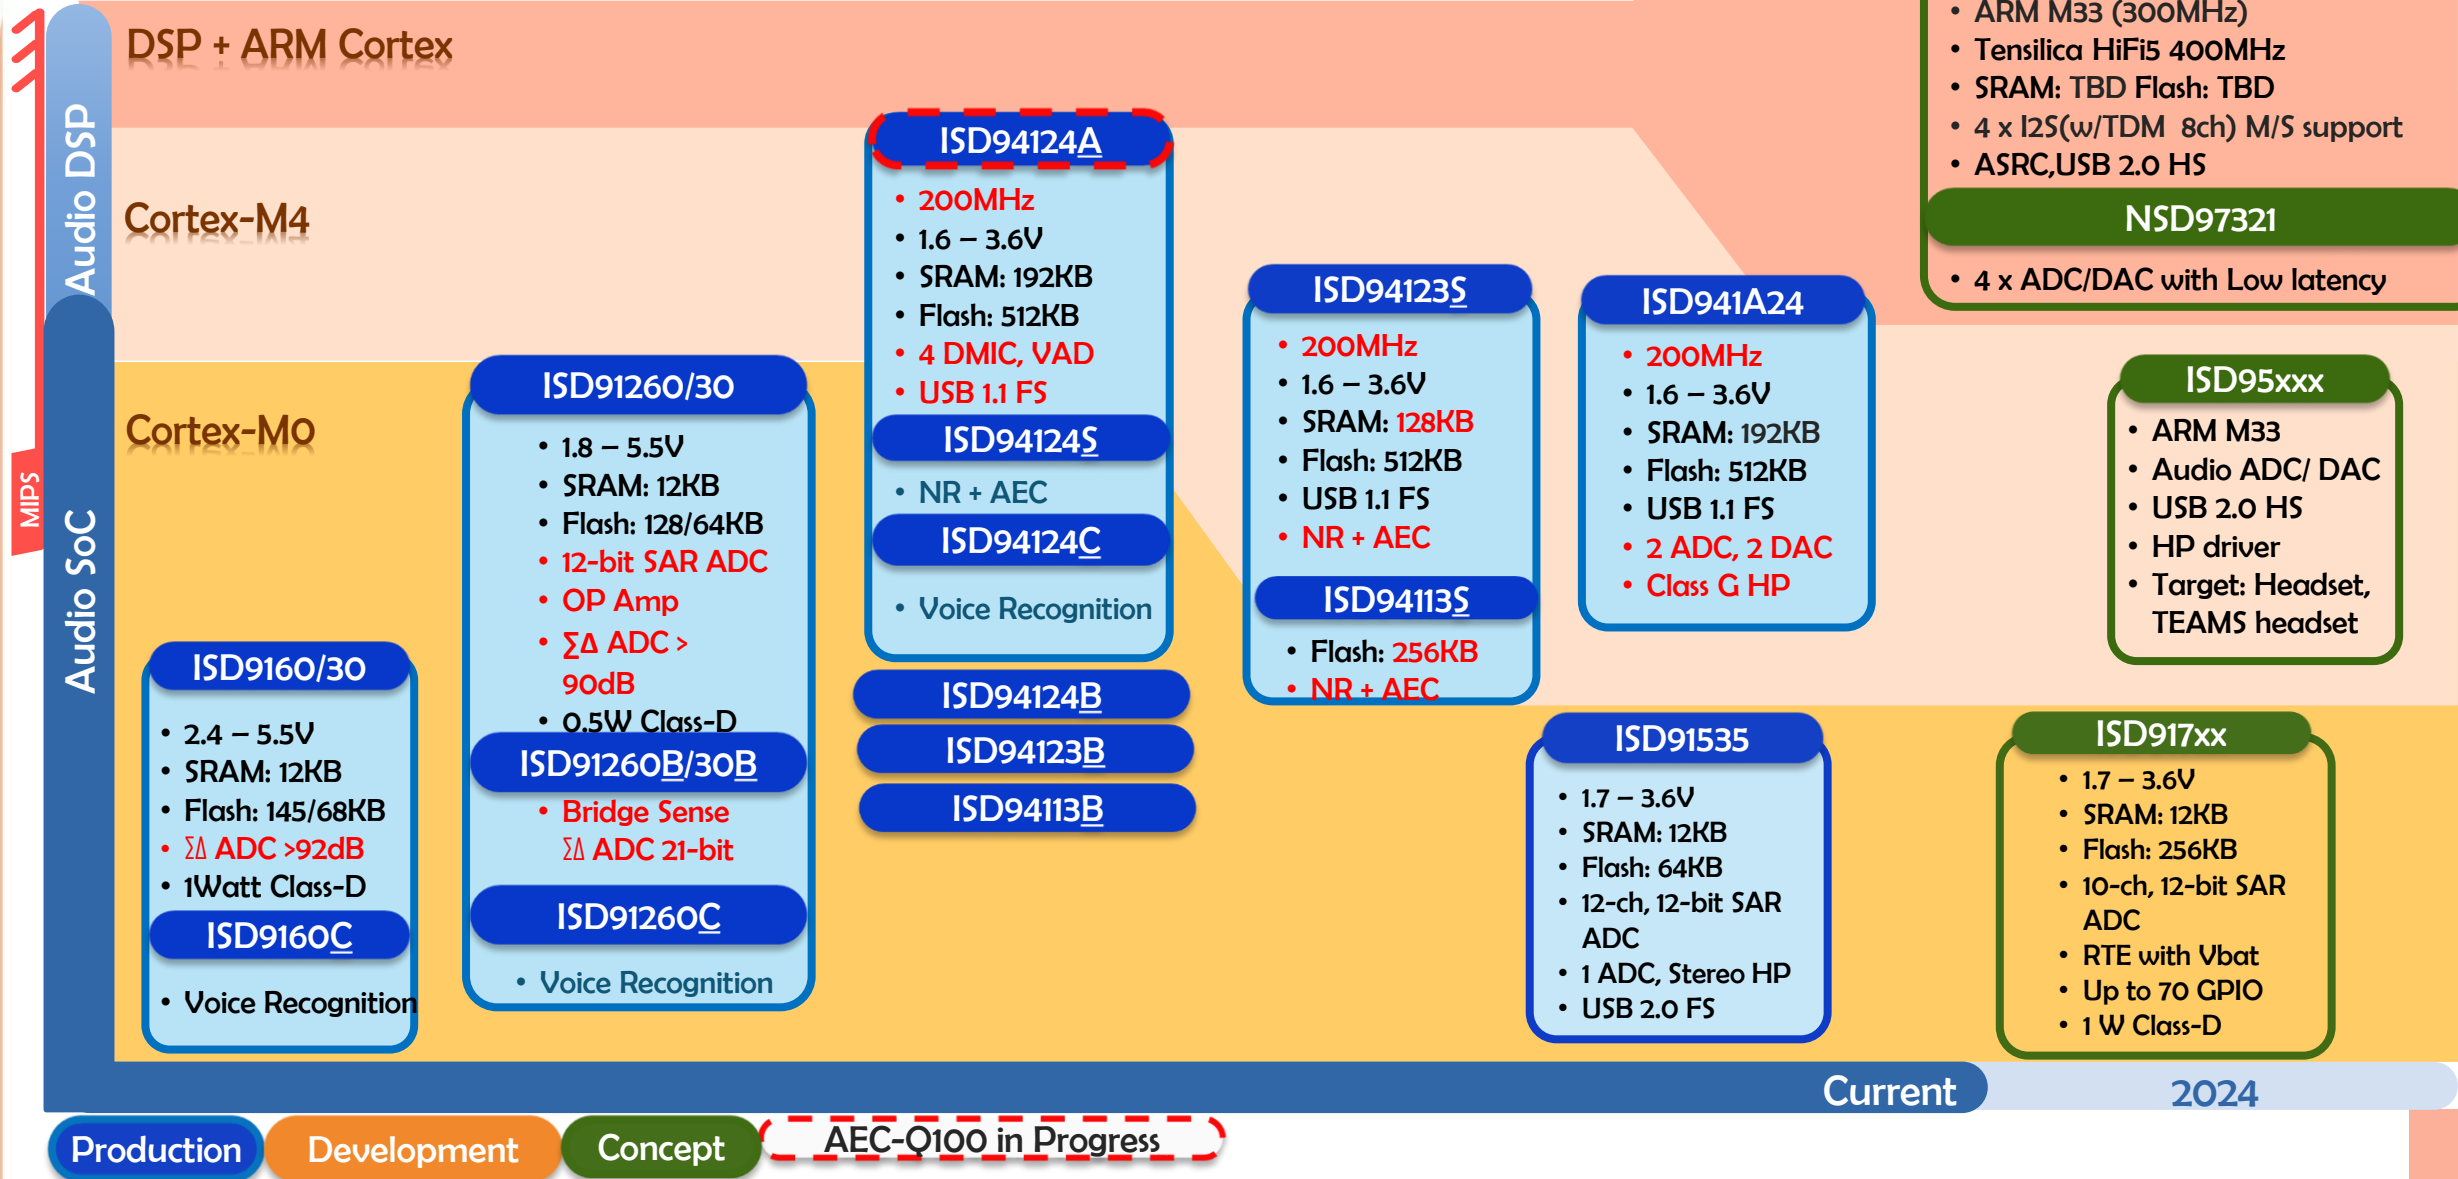 DSP + ARM Cortex
Cortex-M4
Cortex-M0
Audio DSP
Audio SoC
MIPS
ISD9160/30
• 2.4 – 5.5V
• SRAM: 12KB
• Flash: 145/68KB
• ΣΔ ADC >92dB
• 1Watt Class-D
ISD9160C
• Voice Recognition
ISD91260/30
• 1.8 – 5.5V
• SRAM: 12KB
• Flash: 128/64KB
• 12-bit SAR ADC
• OP Amp
• ΣΔ ADC >
90dB
• 0.5W Class-D
ISD91260B/30B
• Bridge Sense
ΣΔ ADC 21-bit
ISD91260C
• Voice Recognition
ISD94124A
• 200MHz
• 1.6 – 3.6V
• SRAM: 192KB
• Flash: 512KB
• 4 DMIC, VAD
• USB 1.1 FS
ISD94124S
• NR + AEC
ISD94124C
• Voice Recognition
ISD94124B
ISD94123B
ISD94113B
ISD94123S
• 200MHz
• 1.6 – 3.6V
• SRAM: 128KB
• Flash: 512KB
• USB 1.1 FS
• NR + AEC
ISD94113S
• Flash: 256KB
• NR + AEC
ISD941A24
• 200MHz
• 1.6 – 3.6V
• SRAM: 192KB
• Flash: 512KB
• USB 1.1 FS
• 2 ADC, 2 DAC
• Class G HP
ISD91535
• 1.7 – 3.6V
• SRAM: 12KB
• Flash: 64KB
• 12-ch, 12-bit SAR
ADC
• 1 ADC, Stereo HP
• USB 2.0 FS
• ARM M33 (300MHz)
• Tensilica HiFi5 400MHz
• SRAM: TBD Flash: TBD
• 4 x I2S(w/TDM 8ch) M/S support
• ASRC,USB 2.0 HS
NSD97321
• 4 x ADC/DAC with Low latency
ISD95xxx
• ARM M33
• Audio ADC/ DAC
• USB 2.0 HS
• HP driver
• Target: Headset,
TEAMS headset
ISD917xx
• 1.7 – 3.6V
• SRAM: 12KB
• Flash: 256KB
• 10-ch, 12-bit SAR
ADC
• RTE with Vbat
• Up to 70 GPIO
• 1 W Class-D
Current
2024
Production
Development
Concept
AEC-Q100 in Progress